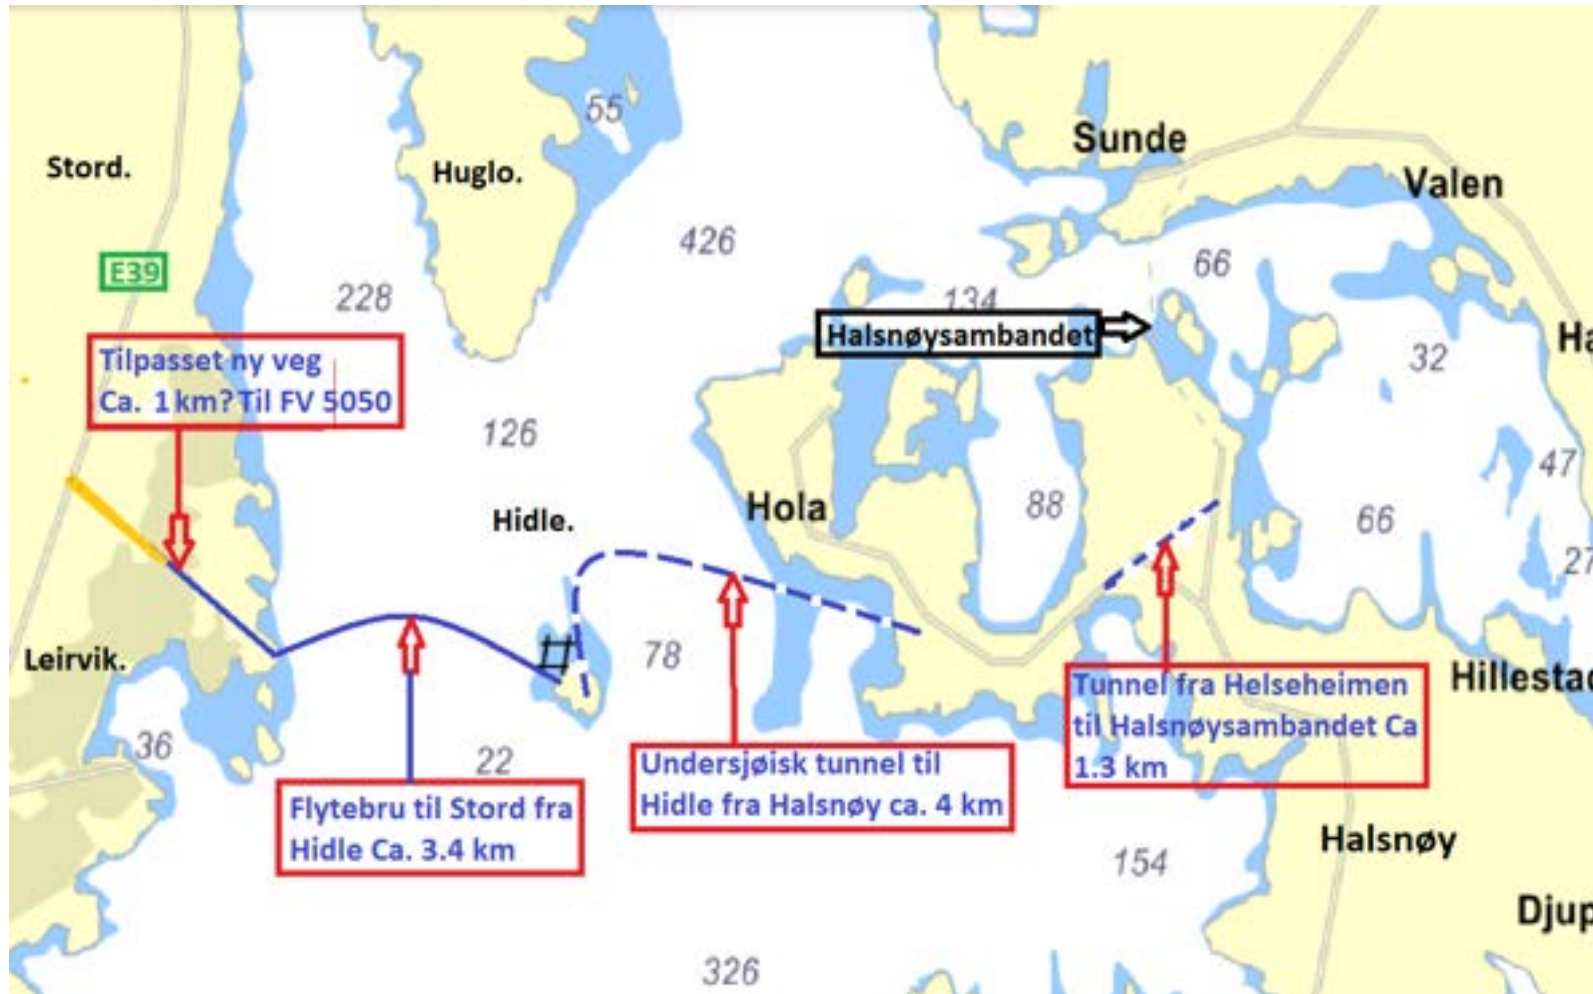 55
Sunde
Stord.
Huglo.
Valen
426
66
E39
228
134
Halsnøysambandet
32
Tilpasset ny veg
Ca. 1 km? Til FV 5050
126
47
Hola
88
66
Hidle.
27
78
Leirvik.
Hillestad
Tunnel fra Helseheimen
til Halsnøysambandet Ca
1.3 km
36
22
Undersjøisk tunnel til
Hidle fra Halsnøy ca. 4 km
Flytebru til Stord fra
Hidle Ca. 3.4 km
Halsnøy
154
Djup
326